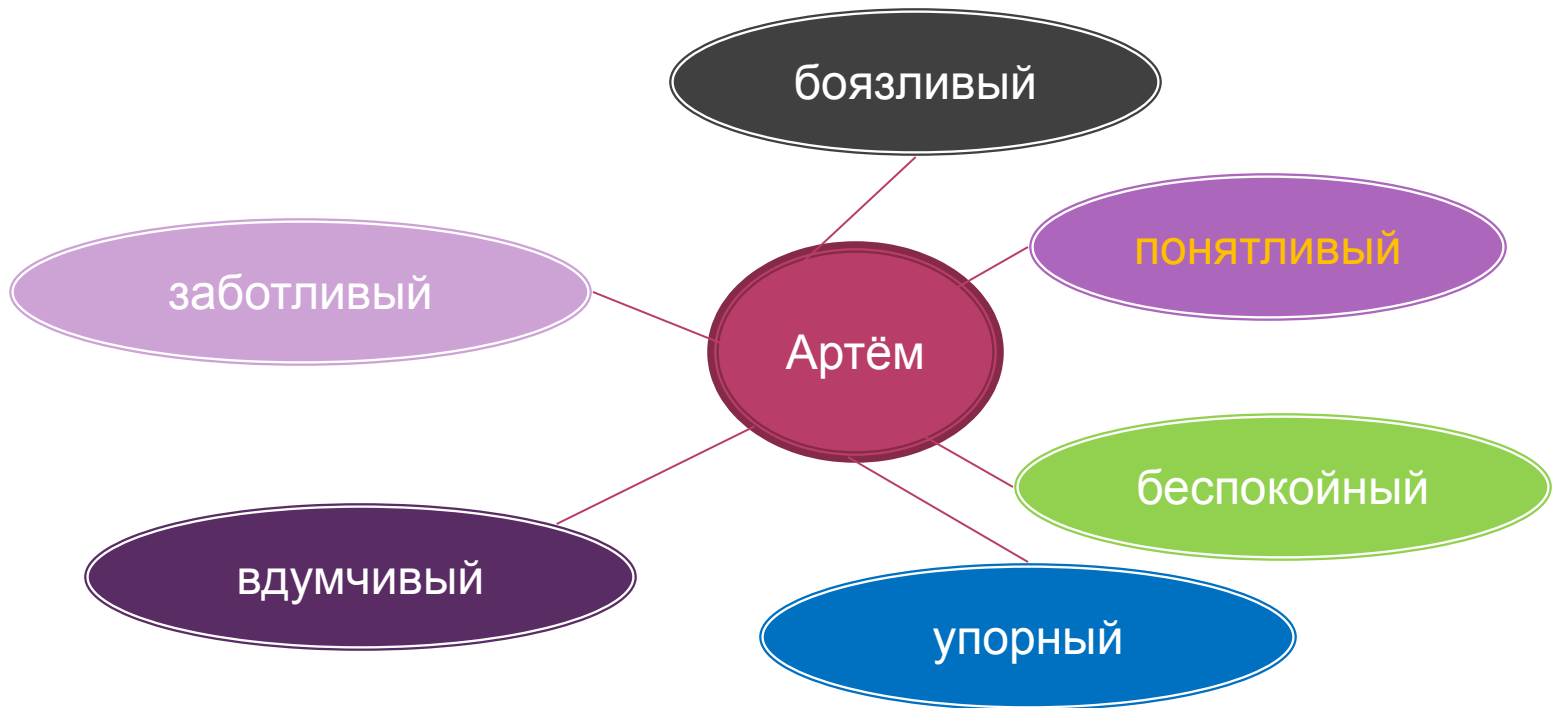 боязливый
понятливый
заботливый
Артём
беспокойный
вдумчивый
упорный